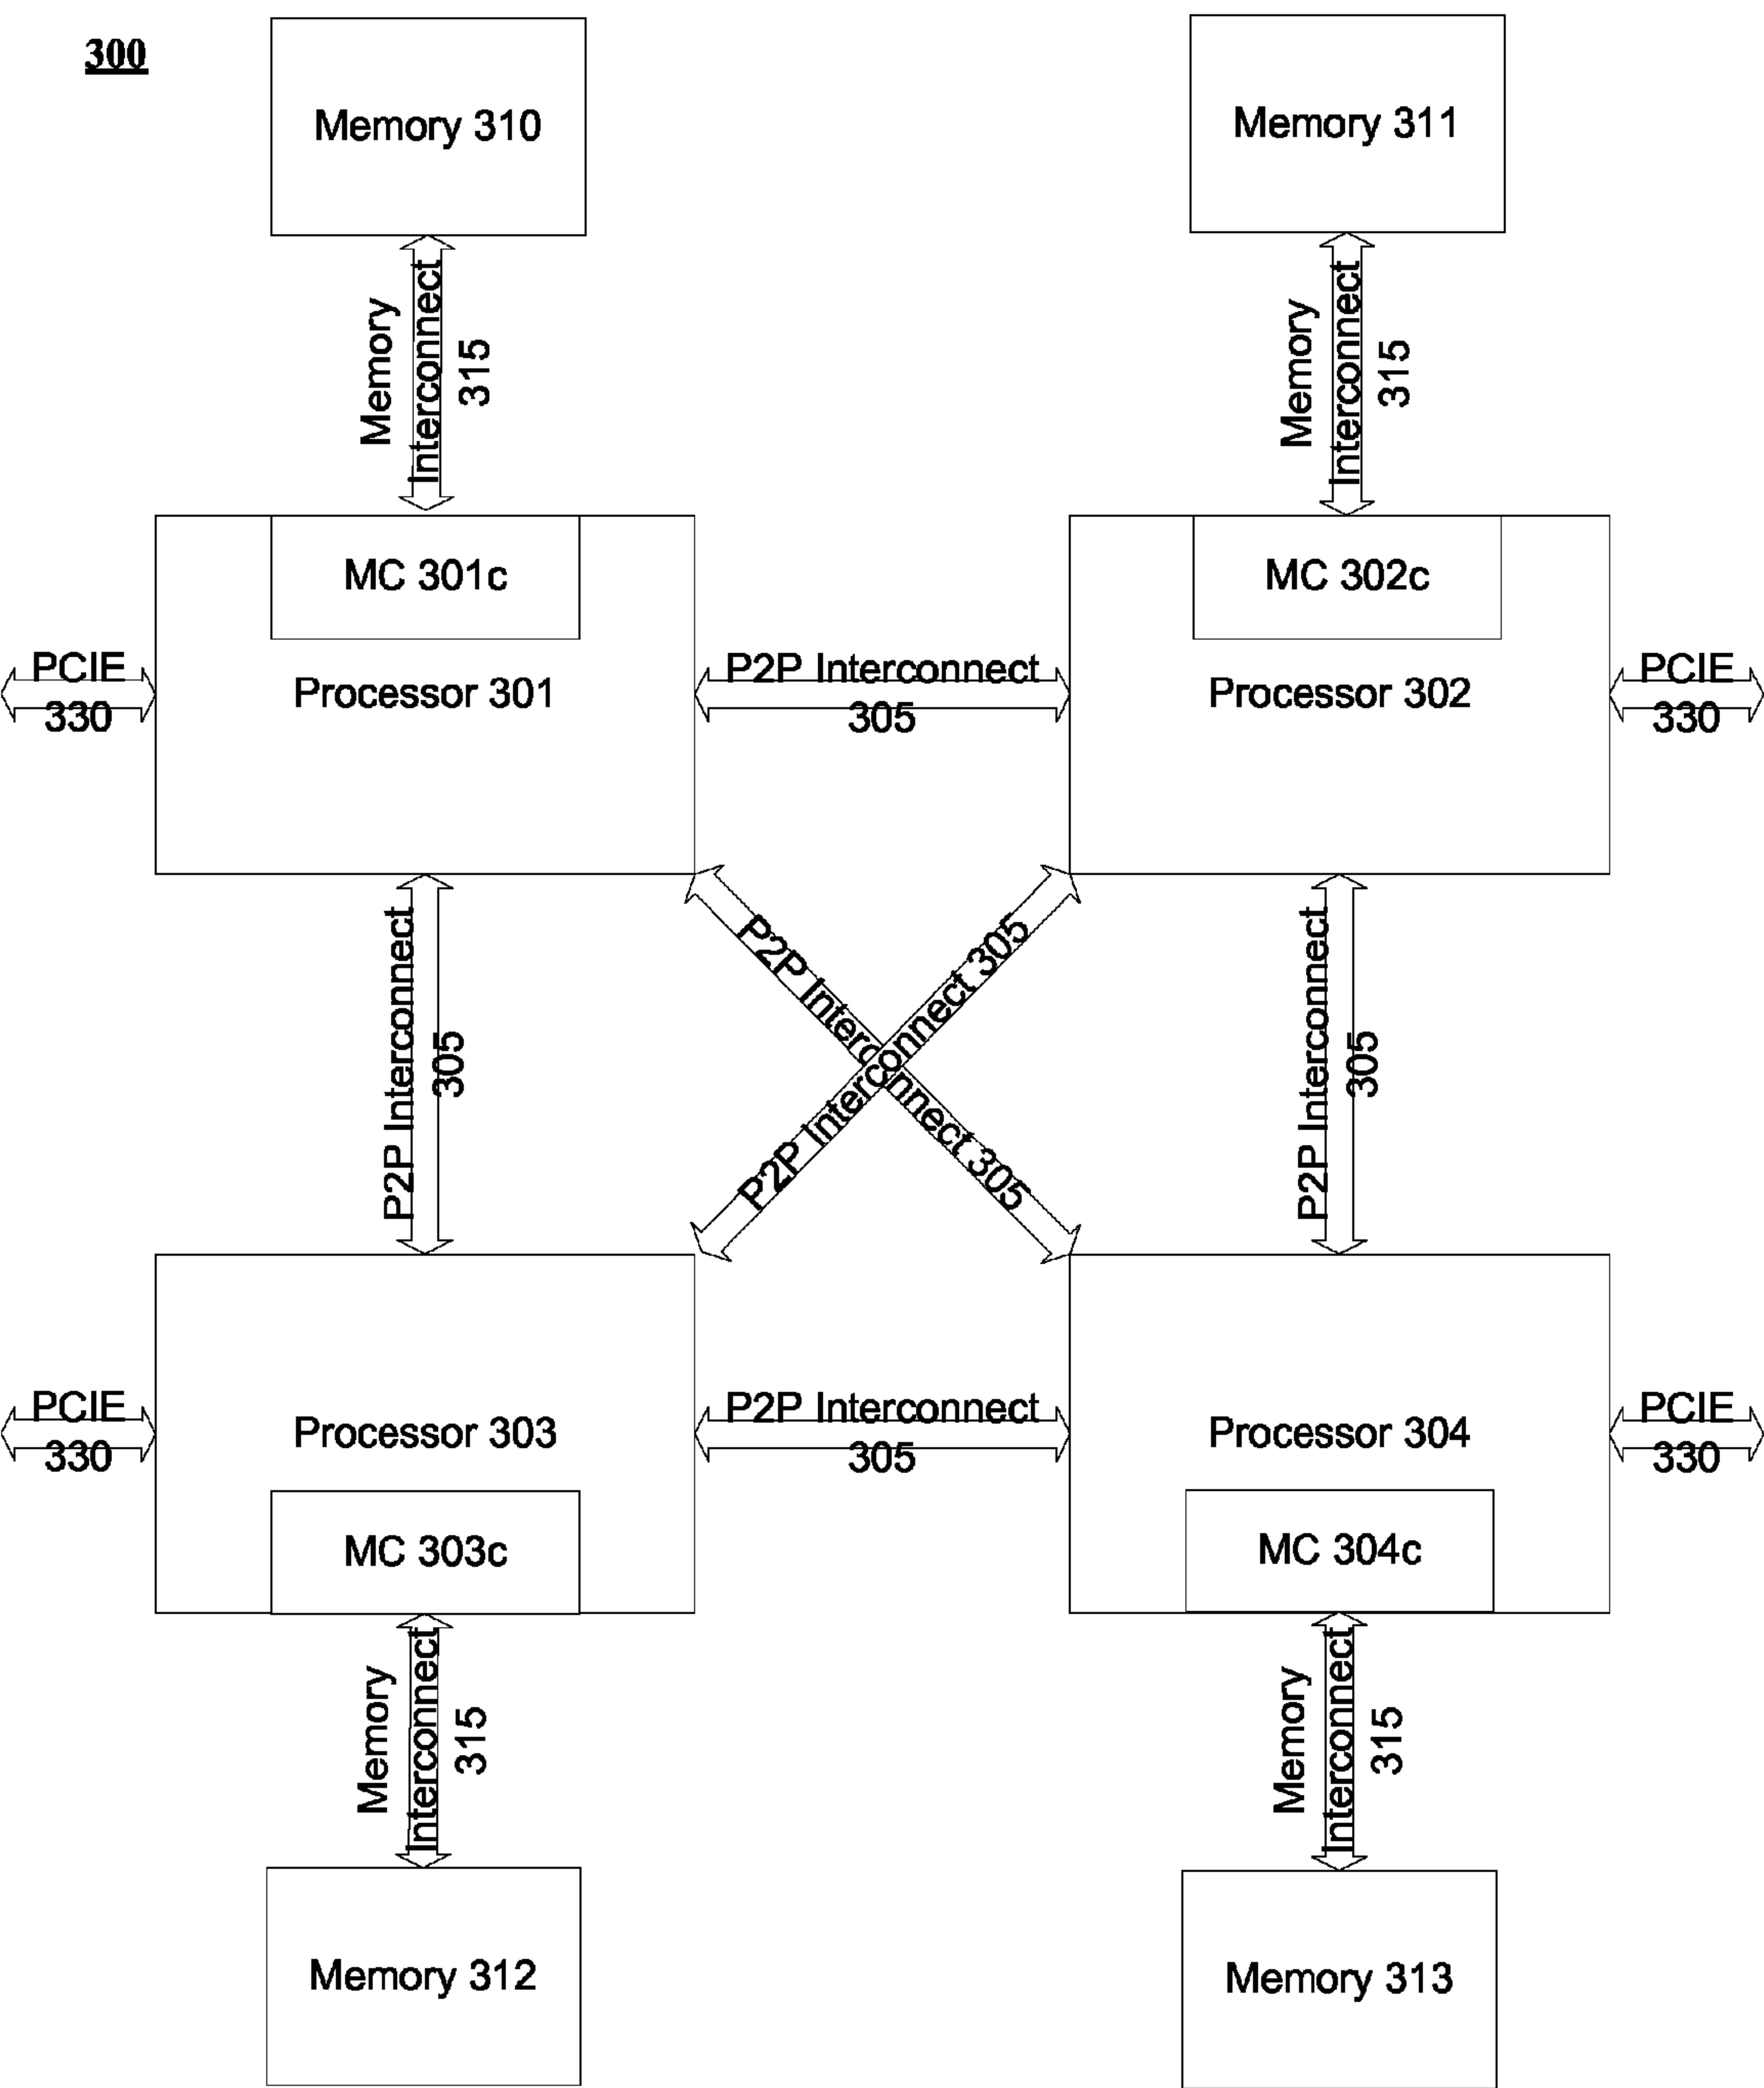 300
Memory 310
Memory 311
Memory
Interconnect
315
Memory
Interconnect
315
MC 301c
MC 302c
PCIE
330
Processor 301
P2P Interconnect
305
Processor 302
PCIE
330
P2P Interconnect
305
P2P Interconnect 305
P2P Interconnect 305
P2P Interconnect
305
PCIE
330
Processor 303
P2P Interconnect
305
Processor 304
PCIE
330
MC 303c
MC 304c
Memory
Interconnect
315
Memory
Interconnect
315
Memory 312
Memory 313